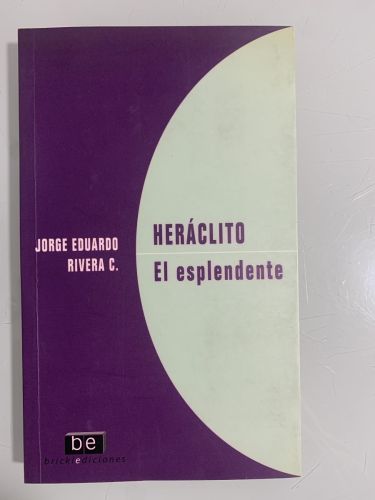 JORGE EDUARDO
RIVERA C.
HERÁCLITO
El esplendente
be
brickediciones